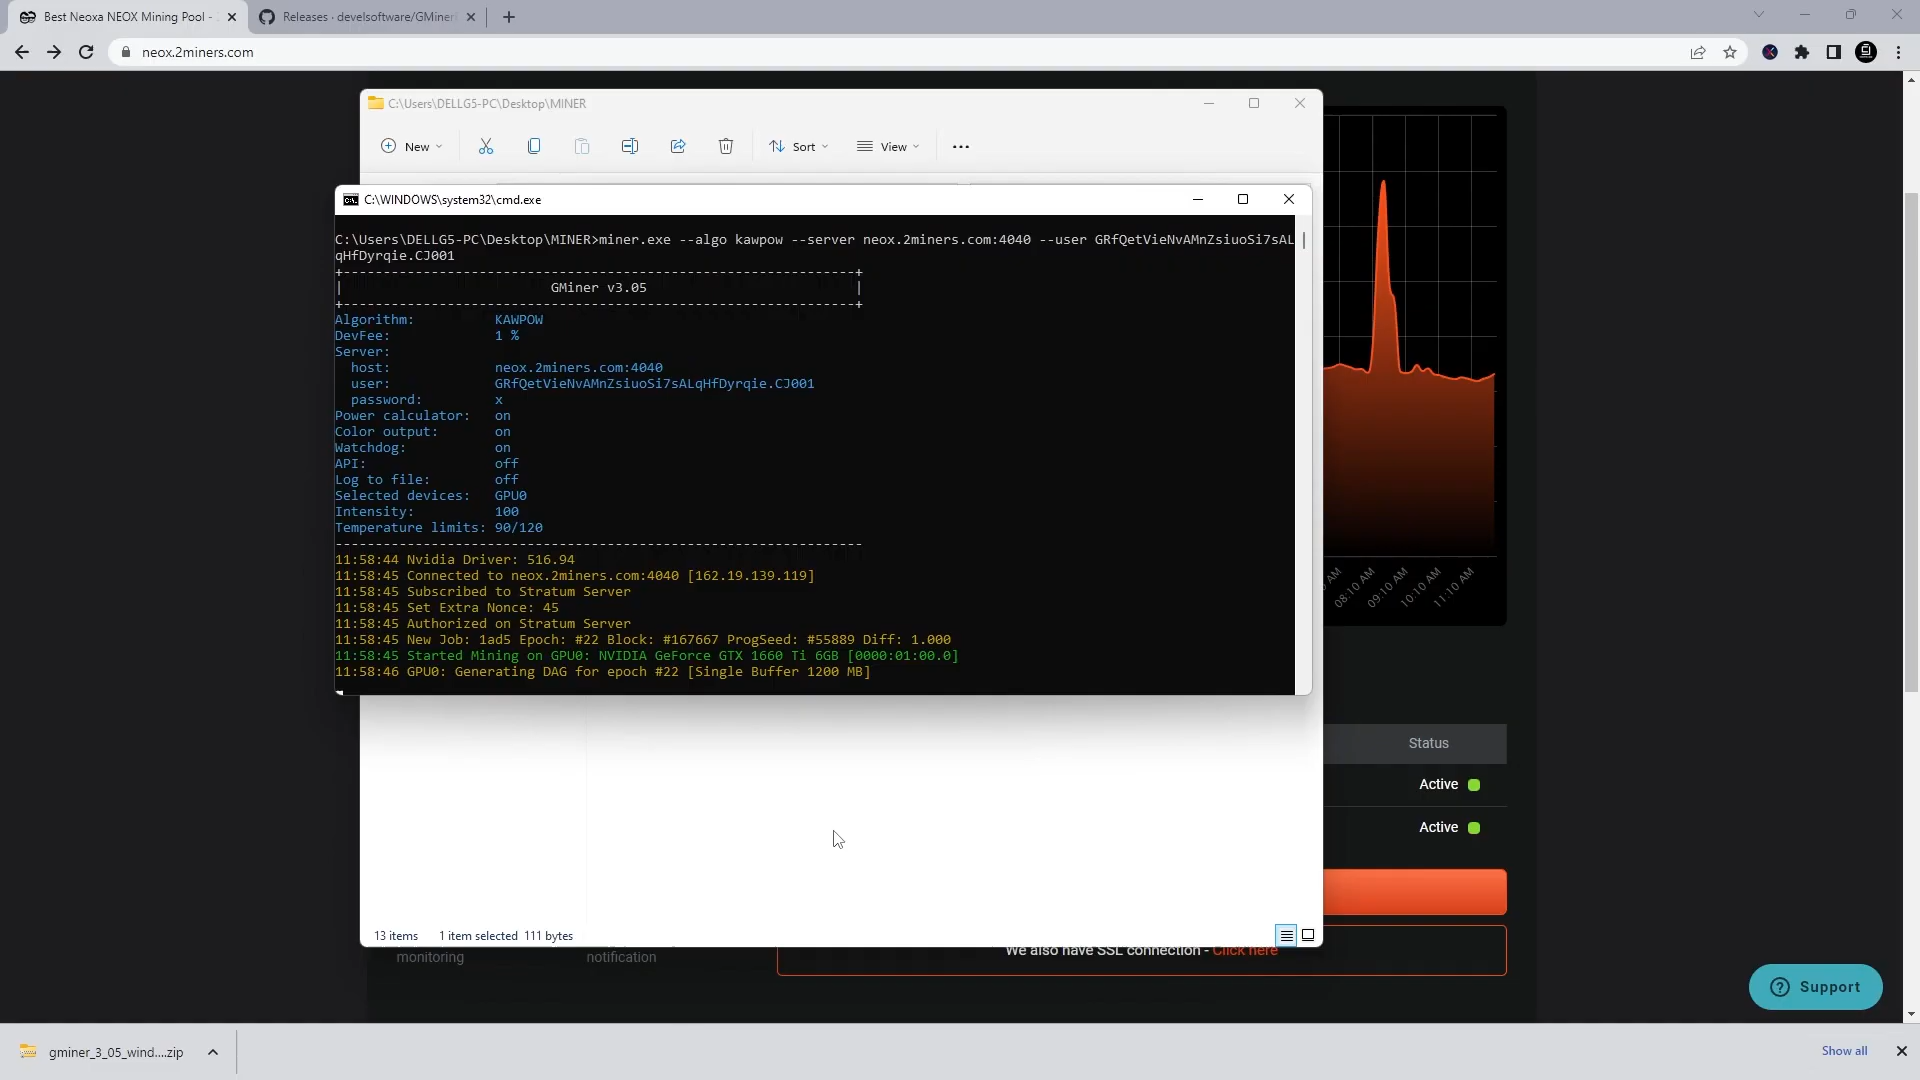 Best Neoxa NEOX Mining Pool -
Releases · develsoftware/GMiner
neox.2miners.com
C:\Users\DELLG5-PC\Desktop\MINER
New
Sort
View
C:\WINDOWS\system32\cmd.exe
C:\Users\DELLG5-PC\Desktop\MINER>miner.exe --algo kawpow --server neox.2miners.com:4040 --user GRfQetVieNvAMnZsiuoSi7sAL
qHfDyrqie.CJ001
+----------------------------------------------------------------+
|                          GMiner v3.05                          |
+----------------------------------------------------------------+
Algorithm:          KAWPOW
DevFee:             1 %
Server:
  host:             neox.2miners.com:4040
  user:             GRfQetVieNvAMnZsiuoSi7sALqHfDyrqie.CJ001
  password:         x
Power calculator:   on
Color output:       on
Watchdog:           on
API:                off
Log to file:        off
Selected devices:   GPU0
Intensity:          100
Temperature limits: 90/120
------------------------------------------------------------------
11:58:44 Nvidia Driver: 516.94
11:58:45 Connected to neox.2miners.com:4040 [162.19.139.119]
11:58:45 Subscribed to Stratum Server
11:58:45 Set Extra Nonce: 45
11:58:45 Authorized on Stratum Server
11:58:45 New Job: 1ad5 Epoch: #22 Block: #167667 ProgSeed: #55889 Diff: 1.000
11:58:45 Started Mining on GPU0: NVIDIA GeForce GTX 1660 Ti 6GB [0000:01:00.0]
11:58:46 GPU0: Generating DAG for epoch #22 [Single Buffer 1200 MB]
AM 08:10 AM 09:10 AM 10:10 AM 11:10 AM
Status
Active
Active
13 items 1 item selected 111 bytes
monitoring
notification
We also have SSL connection - Click here
Support
gminer_3_05_wind....zip
Show all